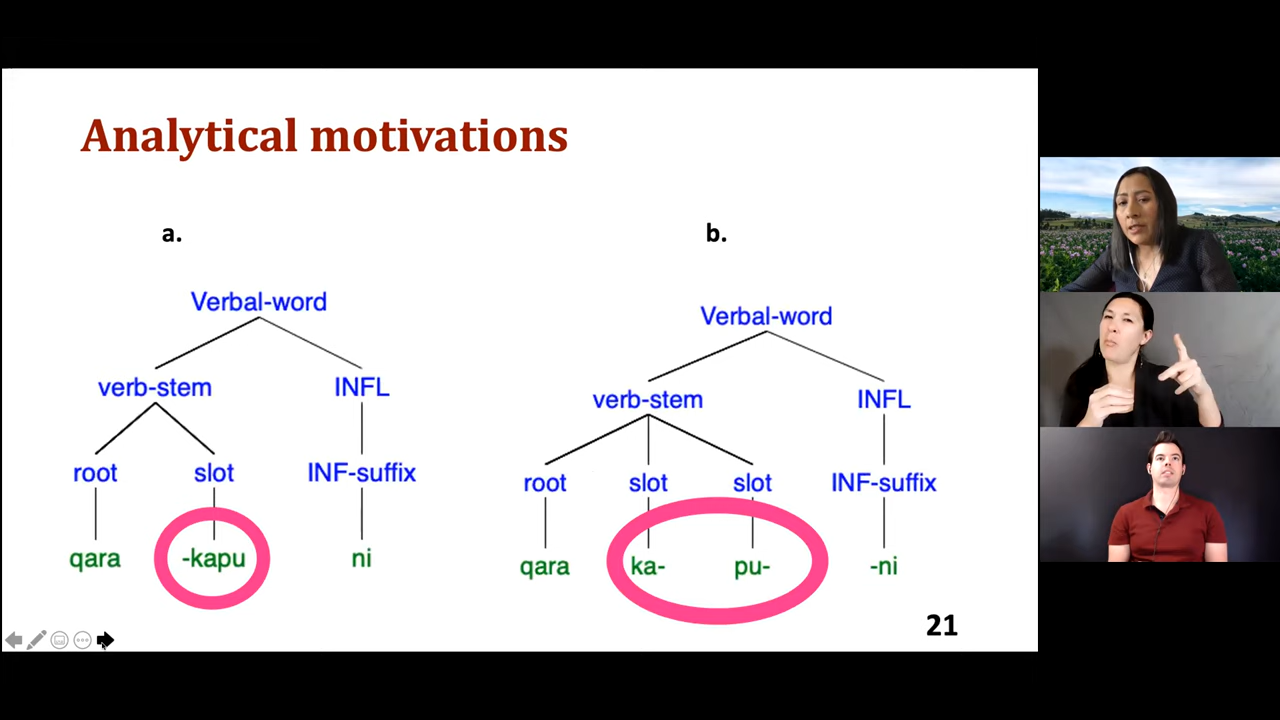 Analytical motivations
a.
b.
Verbal-word
verb-stem INFL
root slot INF-suffix
qara -kapu ni
Verbal-word
verb-stem INFL
root slot slot INF-suffix
qara ka- pu- -ni
21